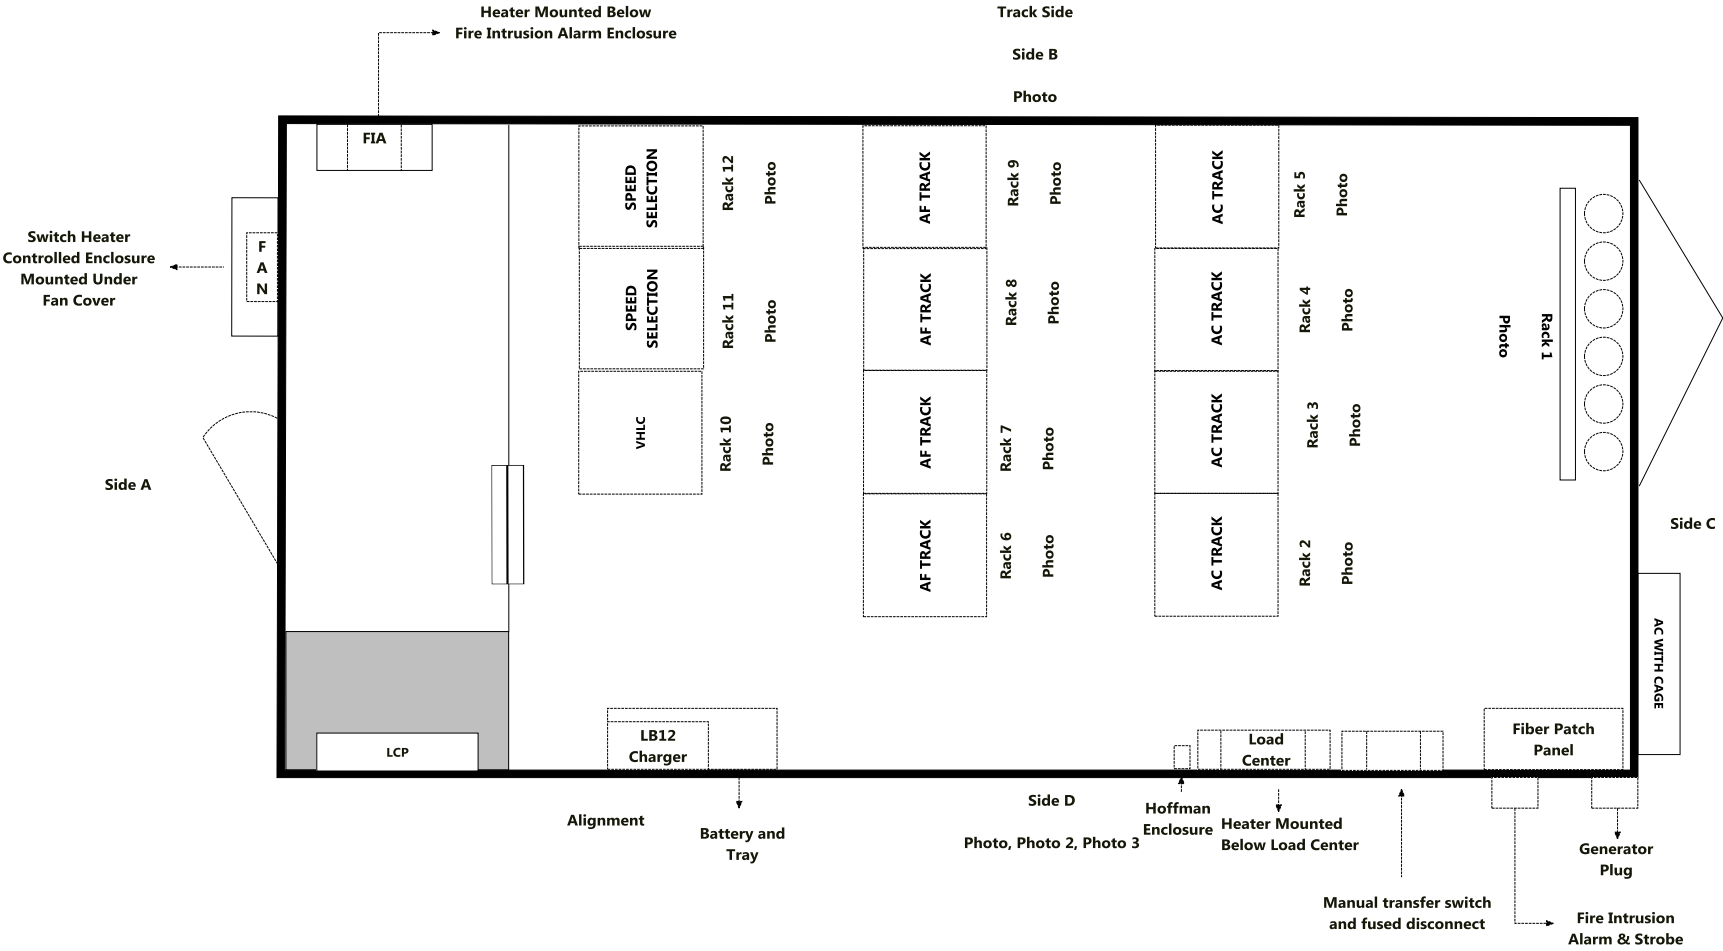 Heater Mounted Below
Fire Intrusion Alarm Enclosure
Track Side
Side B
Photo
FIA
Switch Heater
Controlled Enclosure
Mounted Under
Fan Cover
F
A
N
Side A
SPEED
SELECTION
Rack 12
Photo
SPEED
SELECTION
Rack 11
Photo
VHLC
Rack 10
Photo
AF TRACK
Rack 9
Photo
AF TRACK
Rack 8
Photo
AF TRACK
Rack 7
Photo
AF TRACK
Rack 6
Photo
AC TRACK
Rack 5
Photo
AC TRACK
Rack 4
Photo
AC TRACK
Rack 3
Photo
AC TRACK
Rack 2
Photo
Rack 1
Photo
Side C
AC WITH CAGE
LCP
LB12
Charger
Load
Center
Fiber Patch
Panel
Alignment
Battery and
Tray
Side D
Photo, Photo 2, Photo 3
Hoffman
Enclosure
Heater Mounted
Below Load Center
Manual transfer switch
and fused disconnect
Generator
Plug
Fire Intrusion
Alarm & Strobe